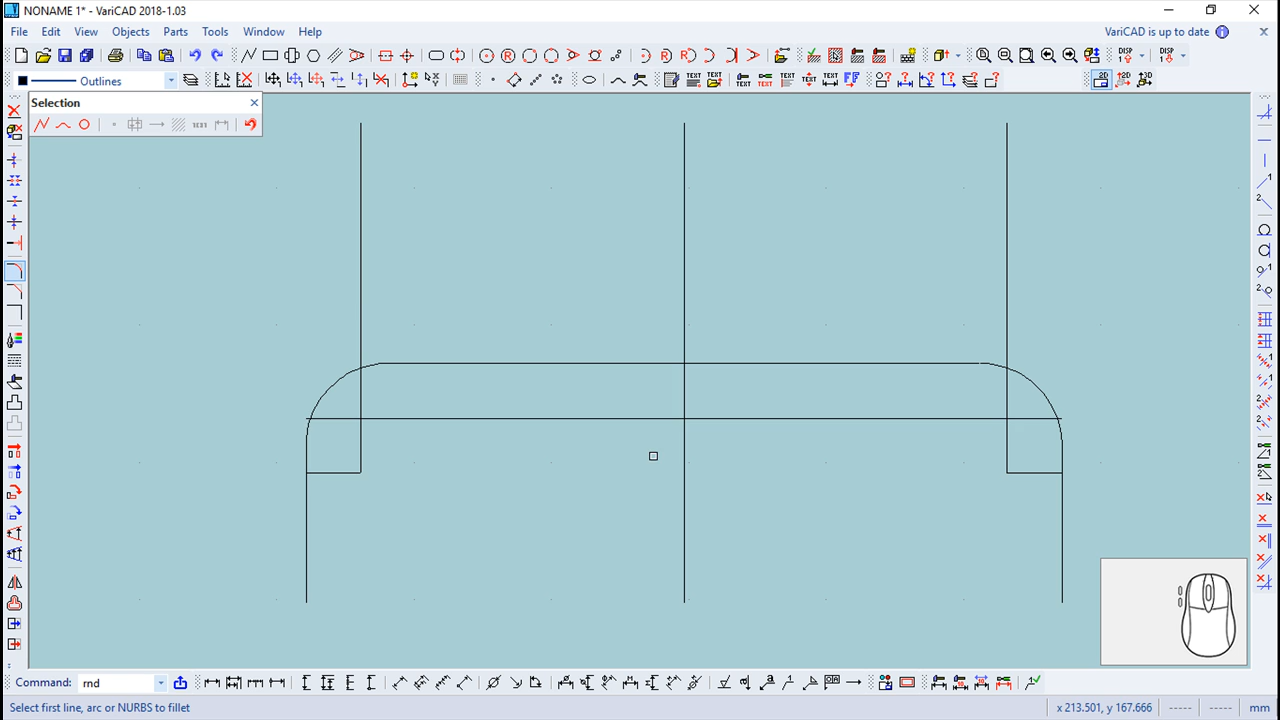 NONAME 1* - VariCAD 2018-1.03
File Edit View Objects Tools Parts Window Help
VariCAD is up to date
Outlines
Selection
Command: rnd
Select first line, arc or NURBS to fillet
x 213.501, y 167.666
mm